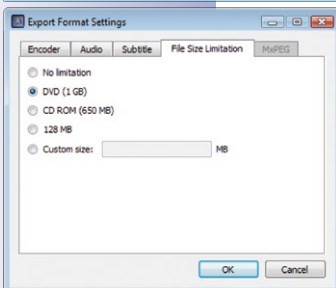 Export Format Settings
Encoder Audio Subtitle File Size Limitation MxPEG
No limitation
DVD (1 GB)
CD ROM (650 MB)
128 MB
Custom size: MB
OK Cancel